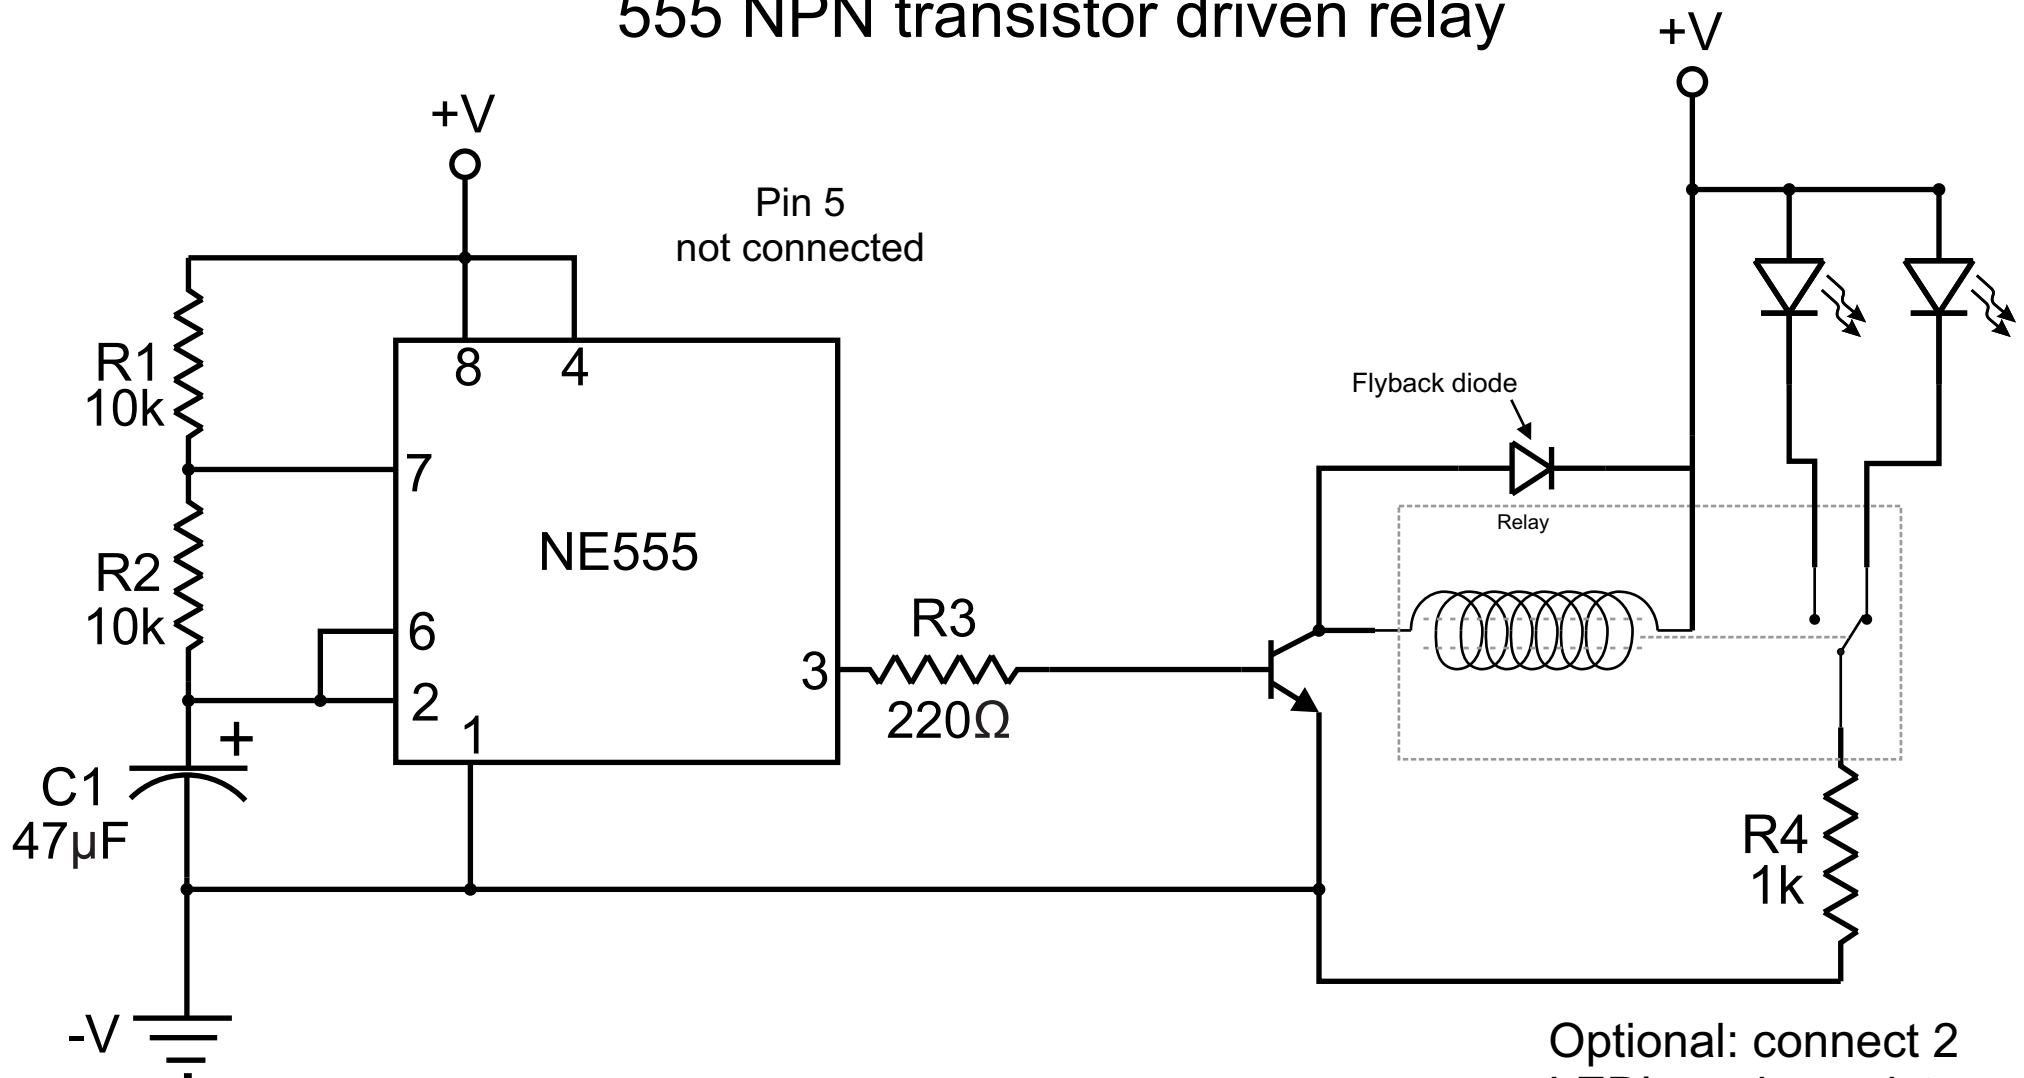 555 NPN transistor driven relay
+V
+V
Pin 5
not connected
R1
10k
8
4
Flyback diode
7
Relay
NE555
R2
10k
6
R3
3
220Ω
2
+
1
C1
47µF
R4
1k
-V
Optional: connect 2